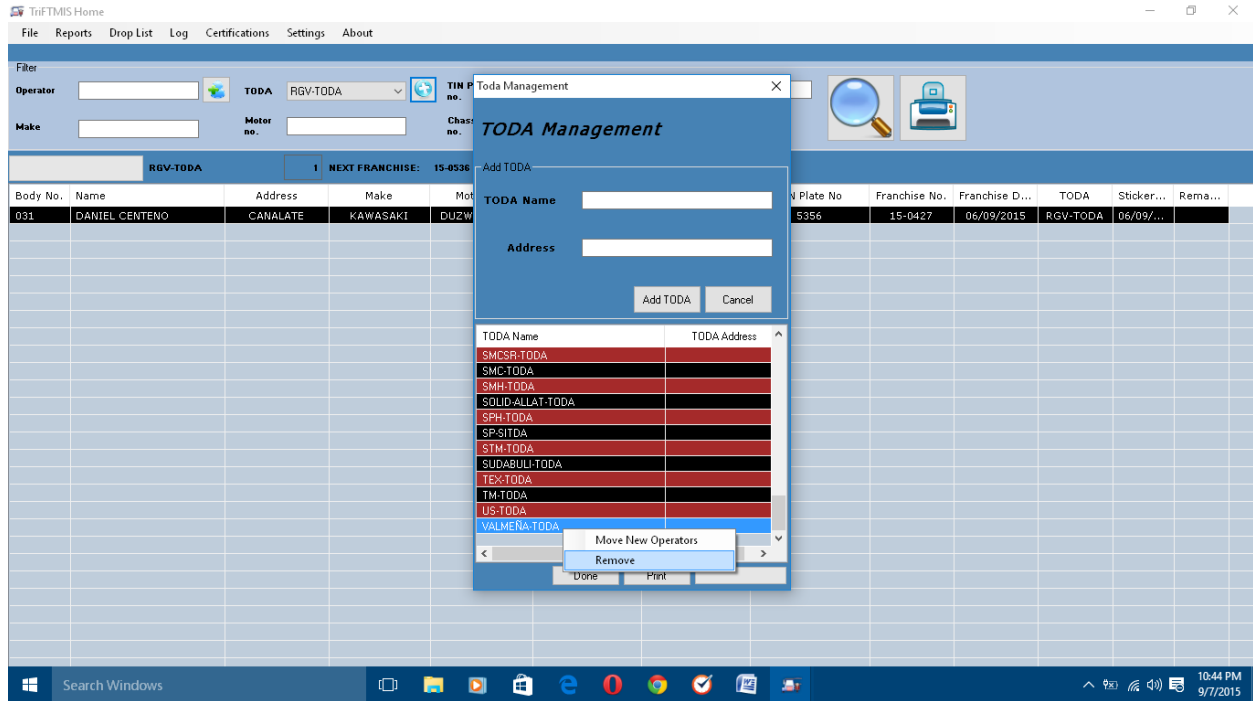 TriFTMIS Home
File Reports Drop List Log Certifications Settings About
Filter
Operator TODA RGV-TODA TIN P
no.
Make Motor no. Chass
no.
RGV-TODA 1 NEXT FRANCHISE: 15-0536
Body No. Name Address Make Mot N Plate No Franchise No. Franchise D... TODA Sticker... Rema...
031 DANIEL CENTENO CANALATE KAWASAKI DUZW 5356 15-0427 06/09/2015 RGV-TODA 06/09/...
Toda Management
TODA Management
Add TODA
TODA Name
Address
Add TODA Cancel
TODA Name TODA Address
SMCSR-TODA
SMC-TODA
SMH-TODA
SOLID-ALLAT-TODA
SPH-TODA
SP-SITDA
STM-TODA
SUDABULI-TODA
TEX-TODA
TM-TODA
US-TODA
VALMEÑA-TODA
Move New Operators
Remove
Done Print
Search Windows
10:44 PM
9/7/2015